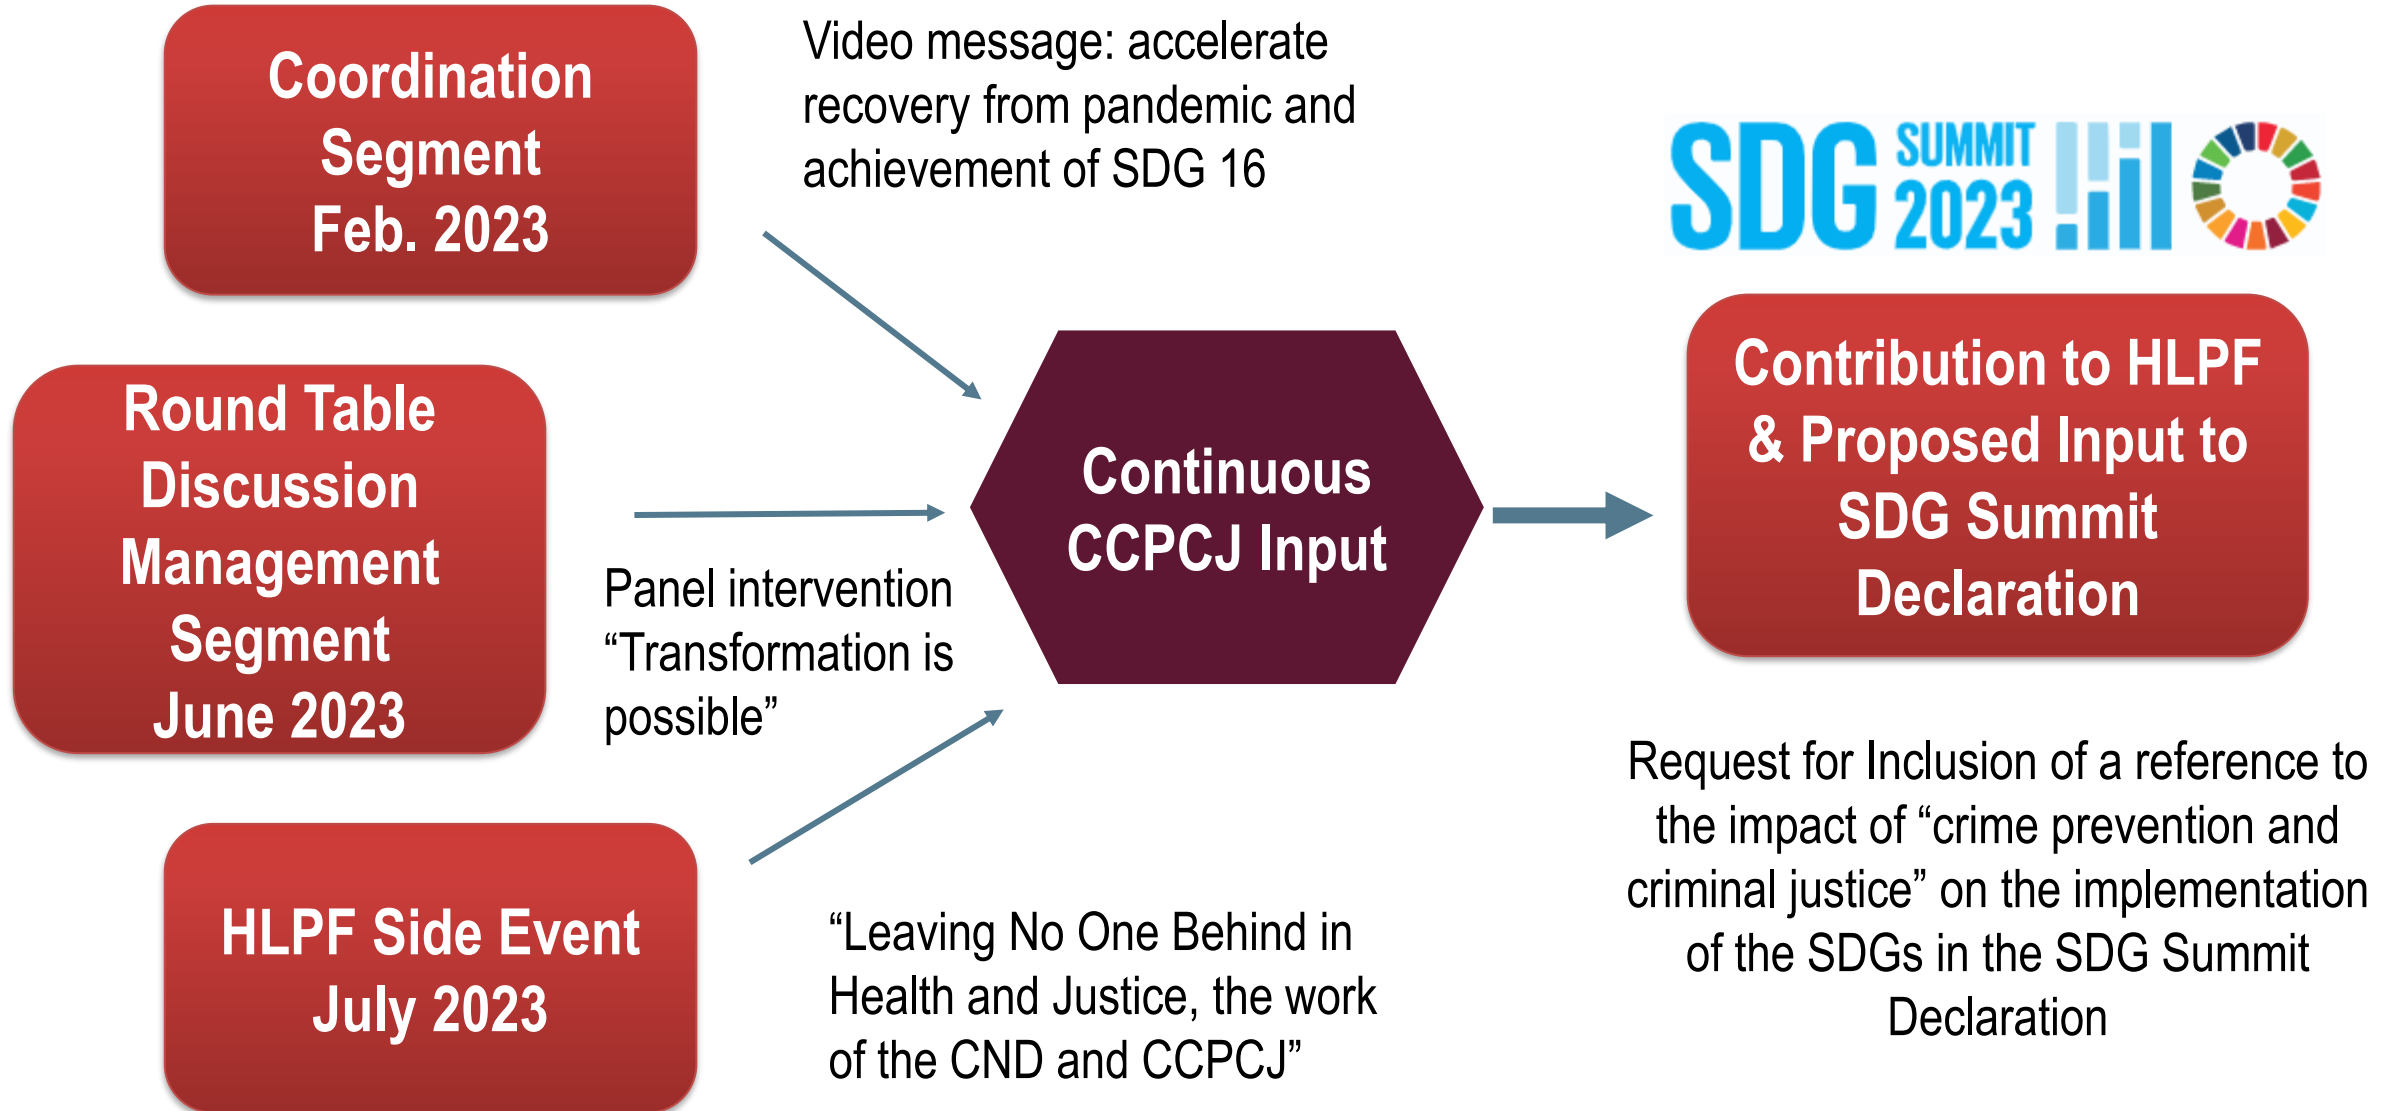 Coordination
Segment
Feb. 2023
Video message: accelerate
recovery from pandemic and
achievement of SDG 16
SDG SUMMIT
2023
Round Table
Discussion
Management
Segment
June 2023
Panel intervention
“Transformation is
possible”
Continuous
CCPCJ Input
Contribution to HLPF
& Proposed Input to
SDG Summit
Declaration
HLPF Side Event
July 2023
“Leaving No One Behind in
Health and Justice, the work
of the CND and CCPCJ”
Request for Inclusion of a reference to
the impact of “crime prevention and
criminal justice” on the implementation
of the SDGs in the SDG Summit
Declaration